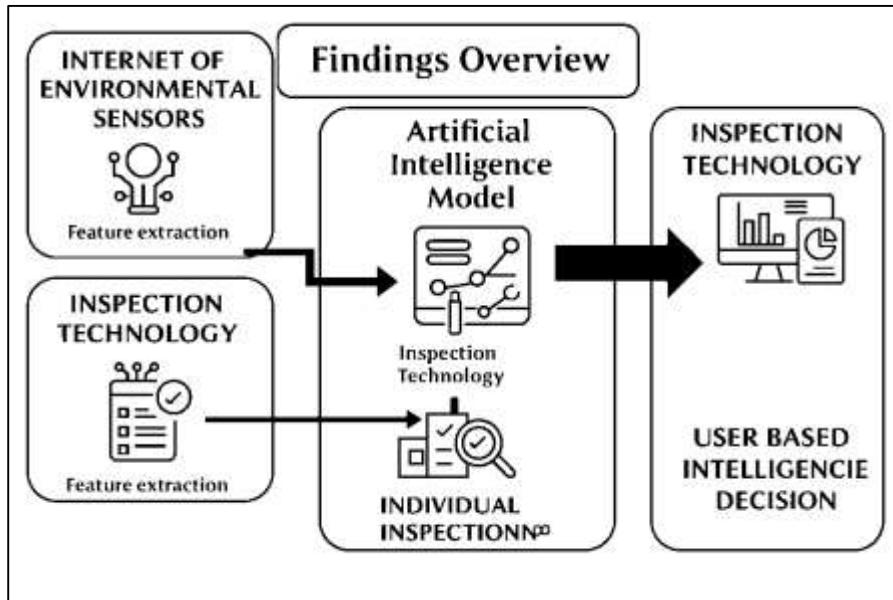 Findings Overview
INTERNET OF
ENVIRONMENTAL
SENSORS
Feature extraction
INSPECTION
TECHNOLOGY
Feature extraction
Artificial
Intelligence
Model
Inspection
Technology
INDIVIDUAL
INSPECTIONN
INSPECTION
TECHNOLOGY
USER BASED
INTELLIGENCIE
DECISION